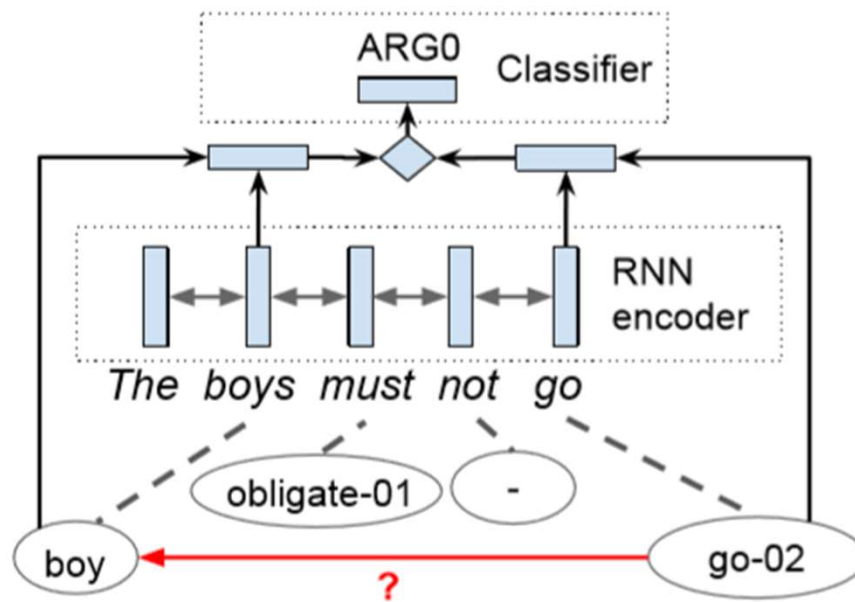 ARG0
Classifier
RNN
encoder
The boys must not go
obligate-01
-
boy
go-02
?